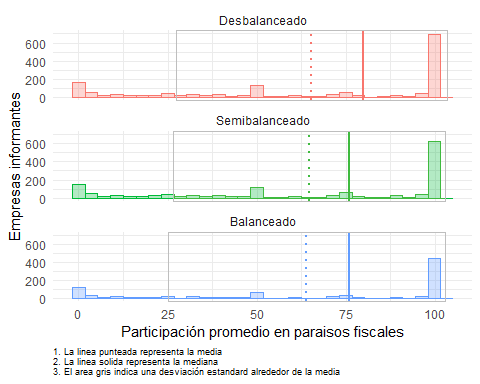 Desbalanceado
600
400
200
0
Semibalanceado
600
400
200
0
Balanceado
600
400
200
0
Empresas informantes
0 25 50 75 100
Participación promedio en paraisos fiscales
1. La linea punteada representa la media
2. La linea solida representa la mediana
3. El area gris indica una desviación estandard alrededor de la media